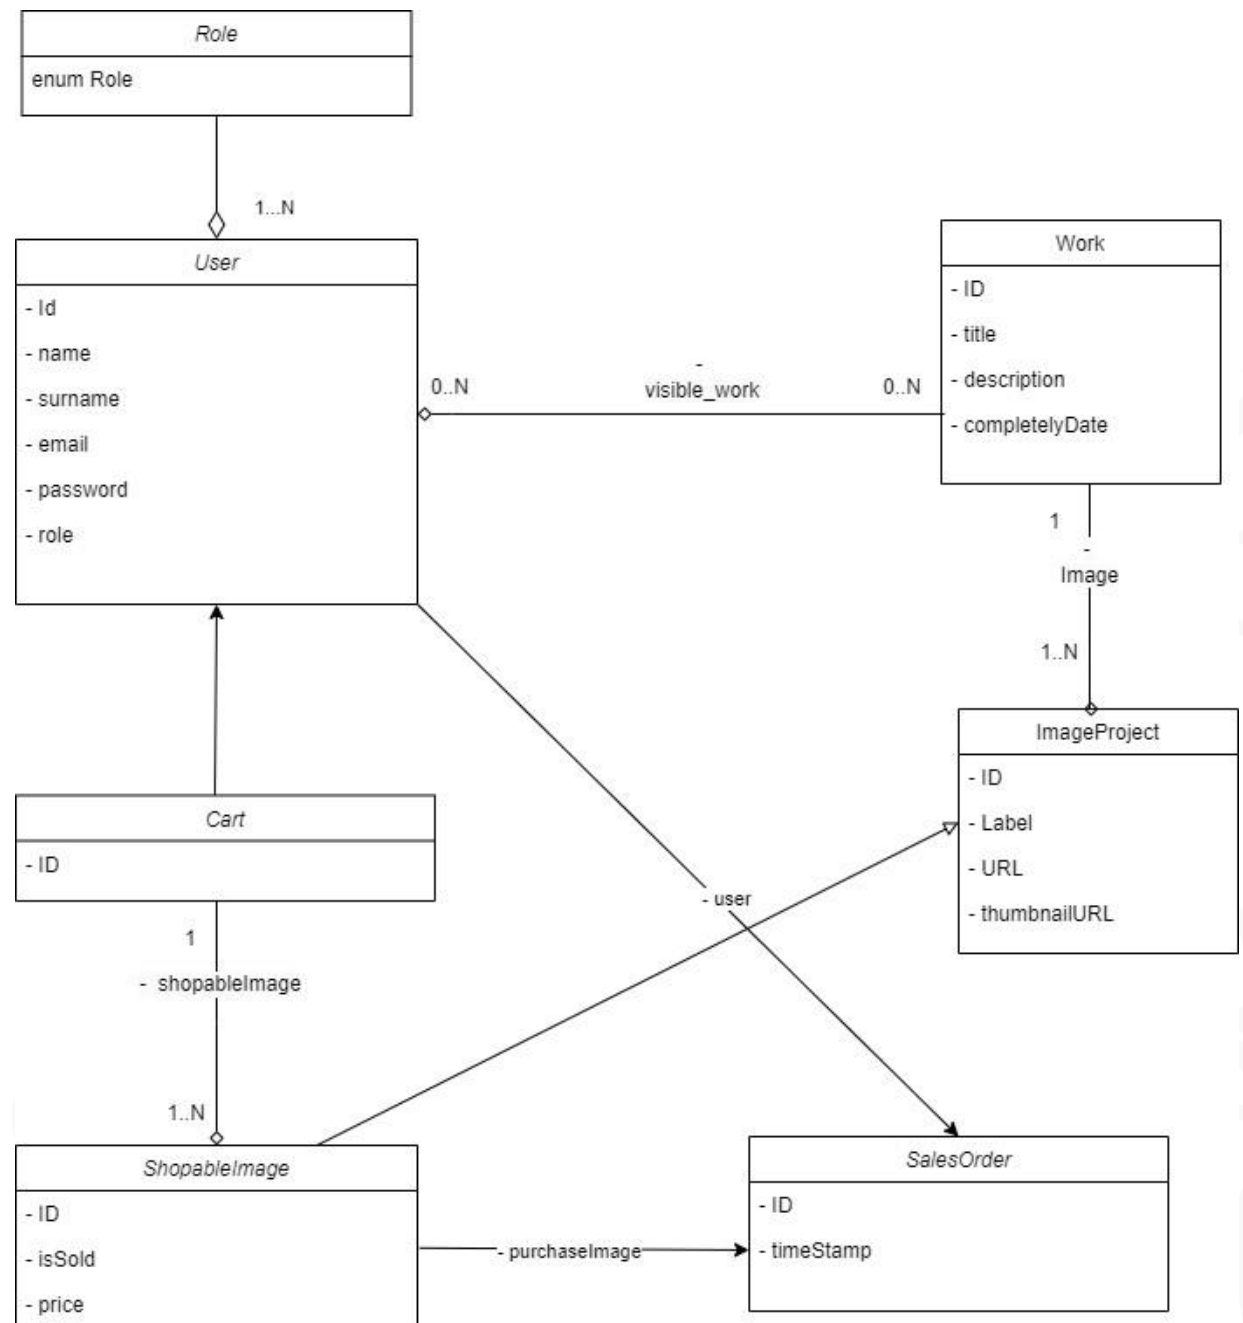 Role
enum Role
1...N
User
- Id
- name
- surname
- email
- password
- role
0..N
-
visible_work
0..N
Work
- ID
- title
- description
- completelyDate
1
-
Image
1..N
ImageProject
- ID
- Label
- URL
- thumbnailURL
Cart
- ID
1
- shopableImage
1..N
- user
ShopableImage
- ID
- isSold
- price
- purchaseImage
SalesOrder
- ID
- timeStamp